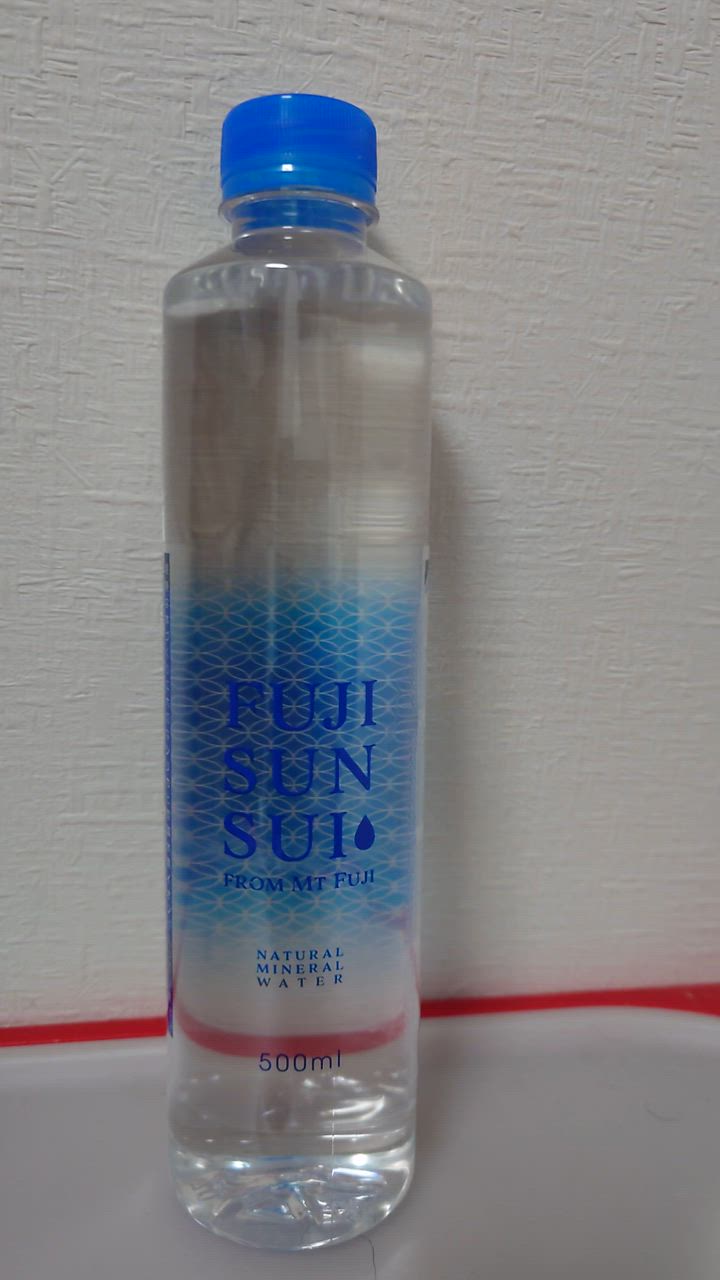 FUJI
SUN
SUI
FROM MT FUJI
NATURAL
MINERAL
WATER
500ml